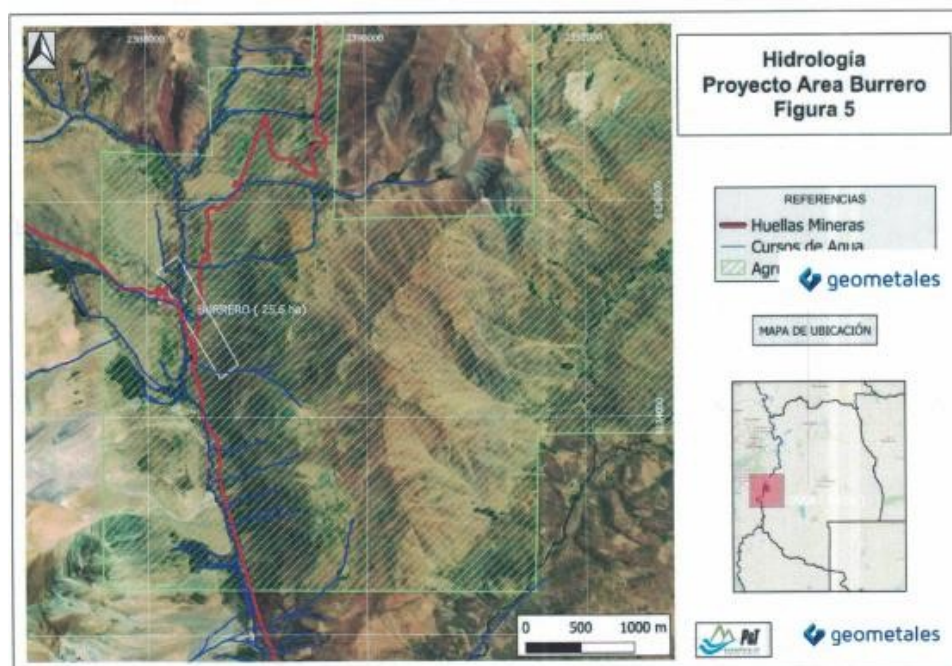 Hidrología
Proyecto Area Burrero
Figura 5
2390000
BURRERO ( 25.6 ha)
REFERENCIAS
Huellas Mineras
Cursos de Agua
geometales
MAPA DE UBICACIÓN
0 500 1000 m
geometales